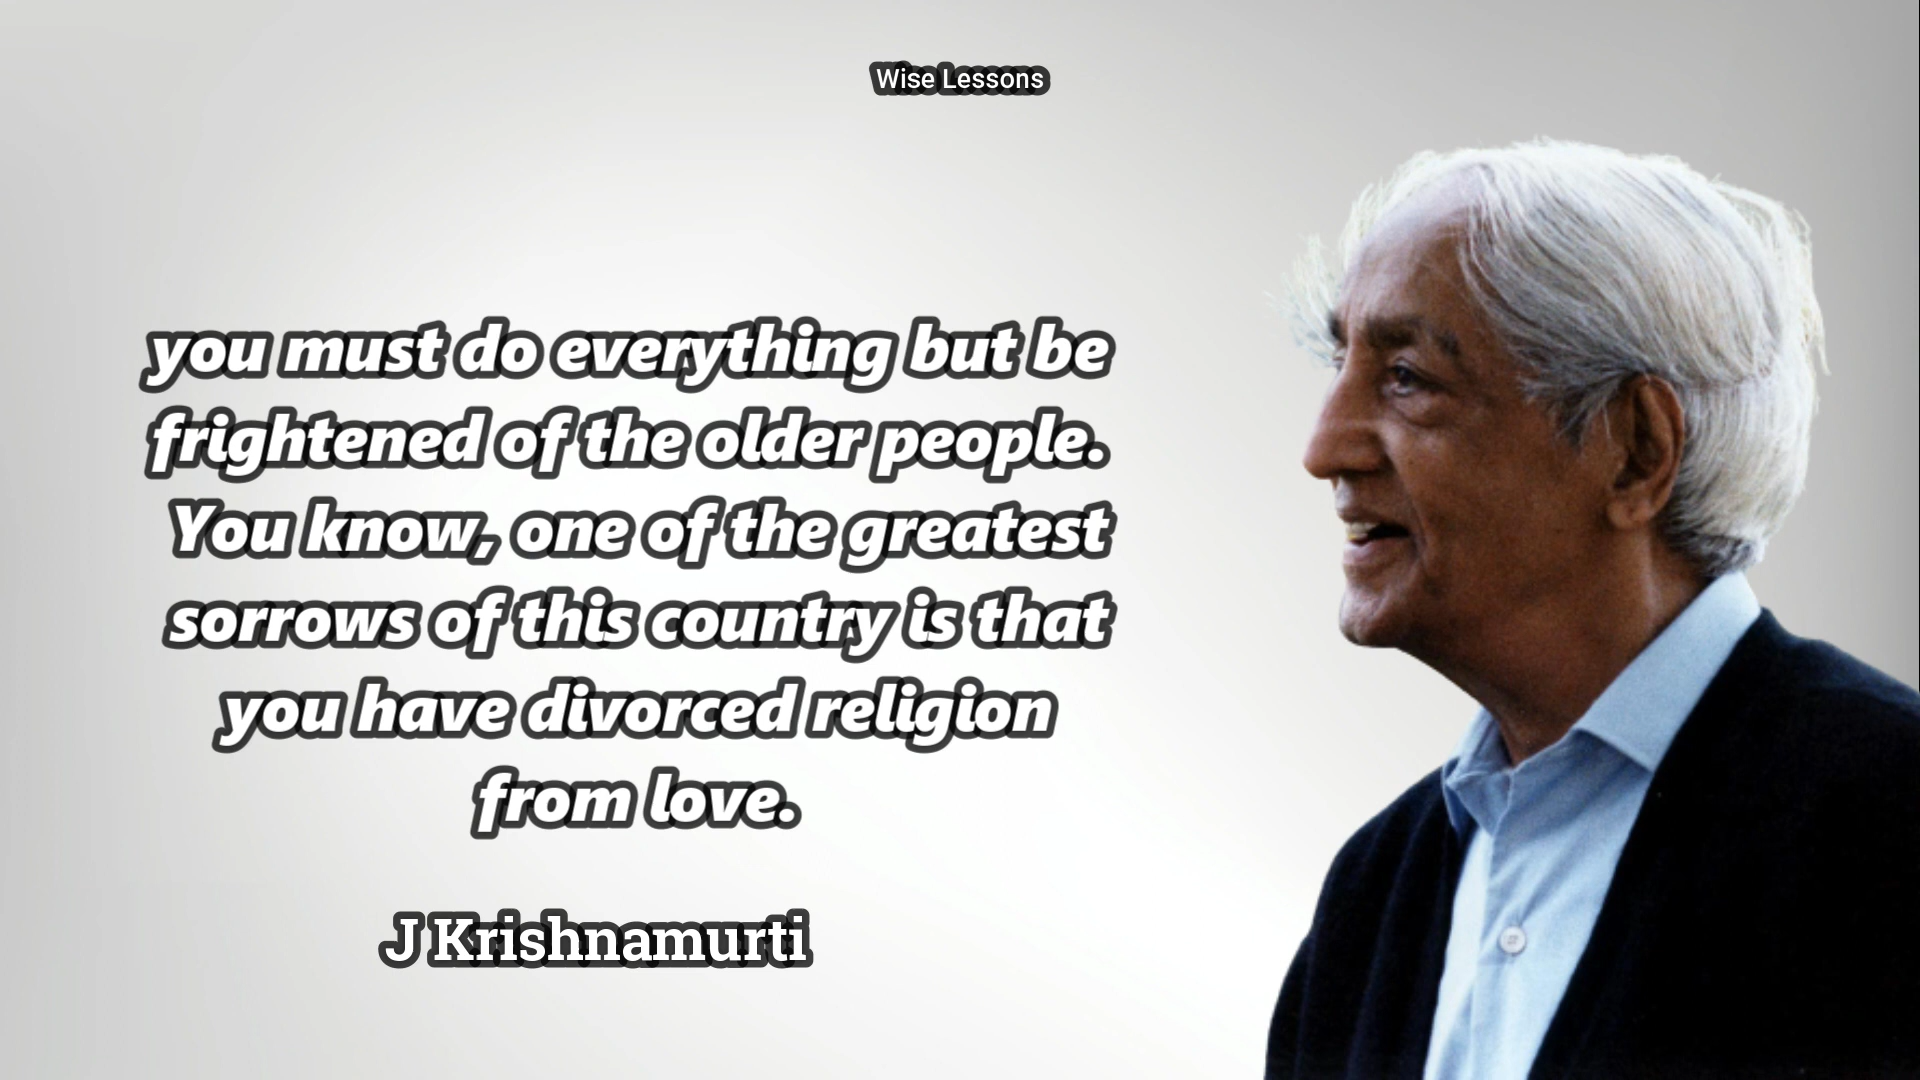 Wise Lessons
you must do everything but be
frightened of the older people.
You know, one of the greatest
sorrows of this country is that
you have divorced religion
from love.
J Krishnamurti